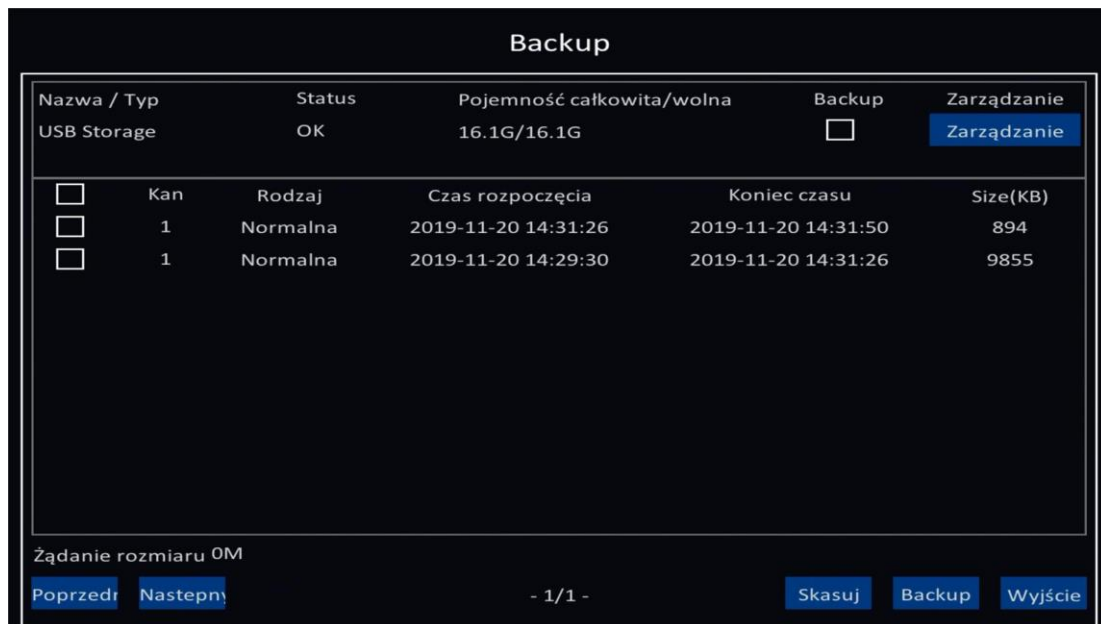 Backup
Nazwa / Typ Status Pojemność całkowita/wolna Backup Zarządzanie
USB Storage OK 16.1G/16.1G Zarządzanie
Kan Rodzaj Czas rozpoczęcia Koniec czasu Size(KB)
1 Normalna 2019-11-20 14:31:26 2019-11-20 14:31:50 894
1 Normalna 2019-11-20 14:29:30 2019-11-20 14:31:26 9855
Żądanie rozmiaru 0M
Poprzedn Nastepny - 1/1 - Skasuj Backup Wyjście